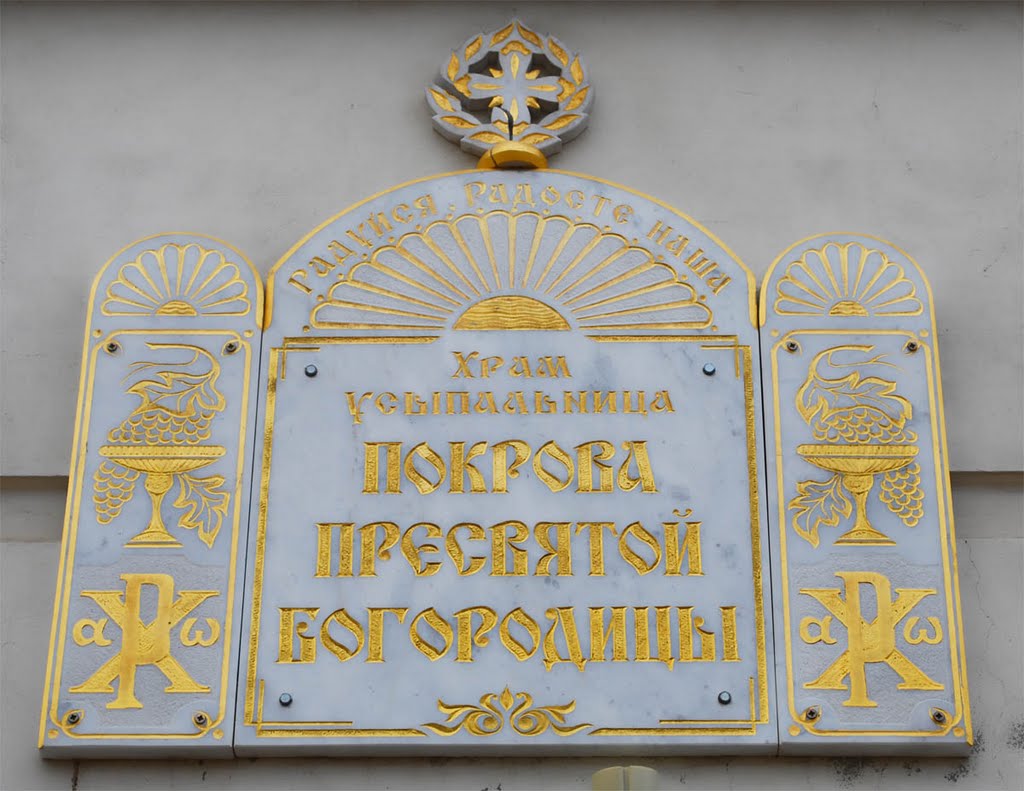 Радуйся, Радосте наша
Храм
Усыпальница
ПОКРОВА
ПРЕСВЯТОЙ
БОГОРОДИЦЫ
α ω
α ω